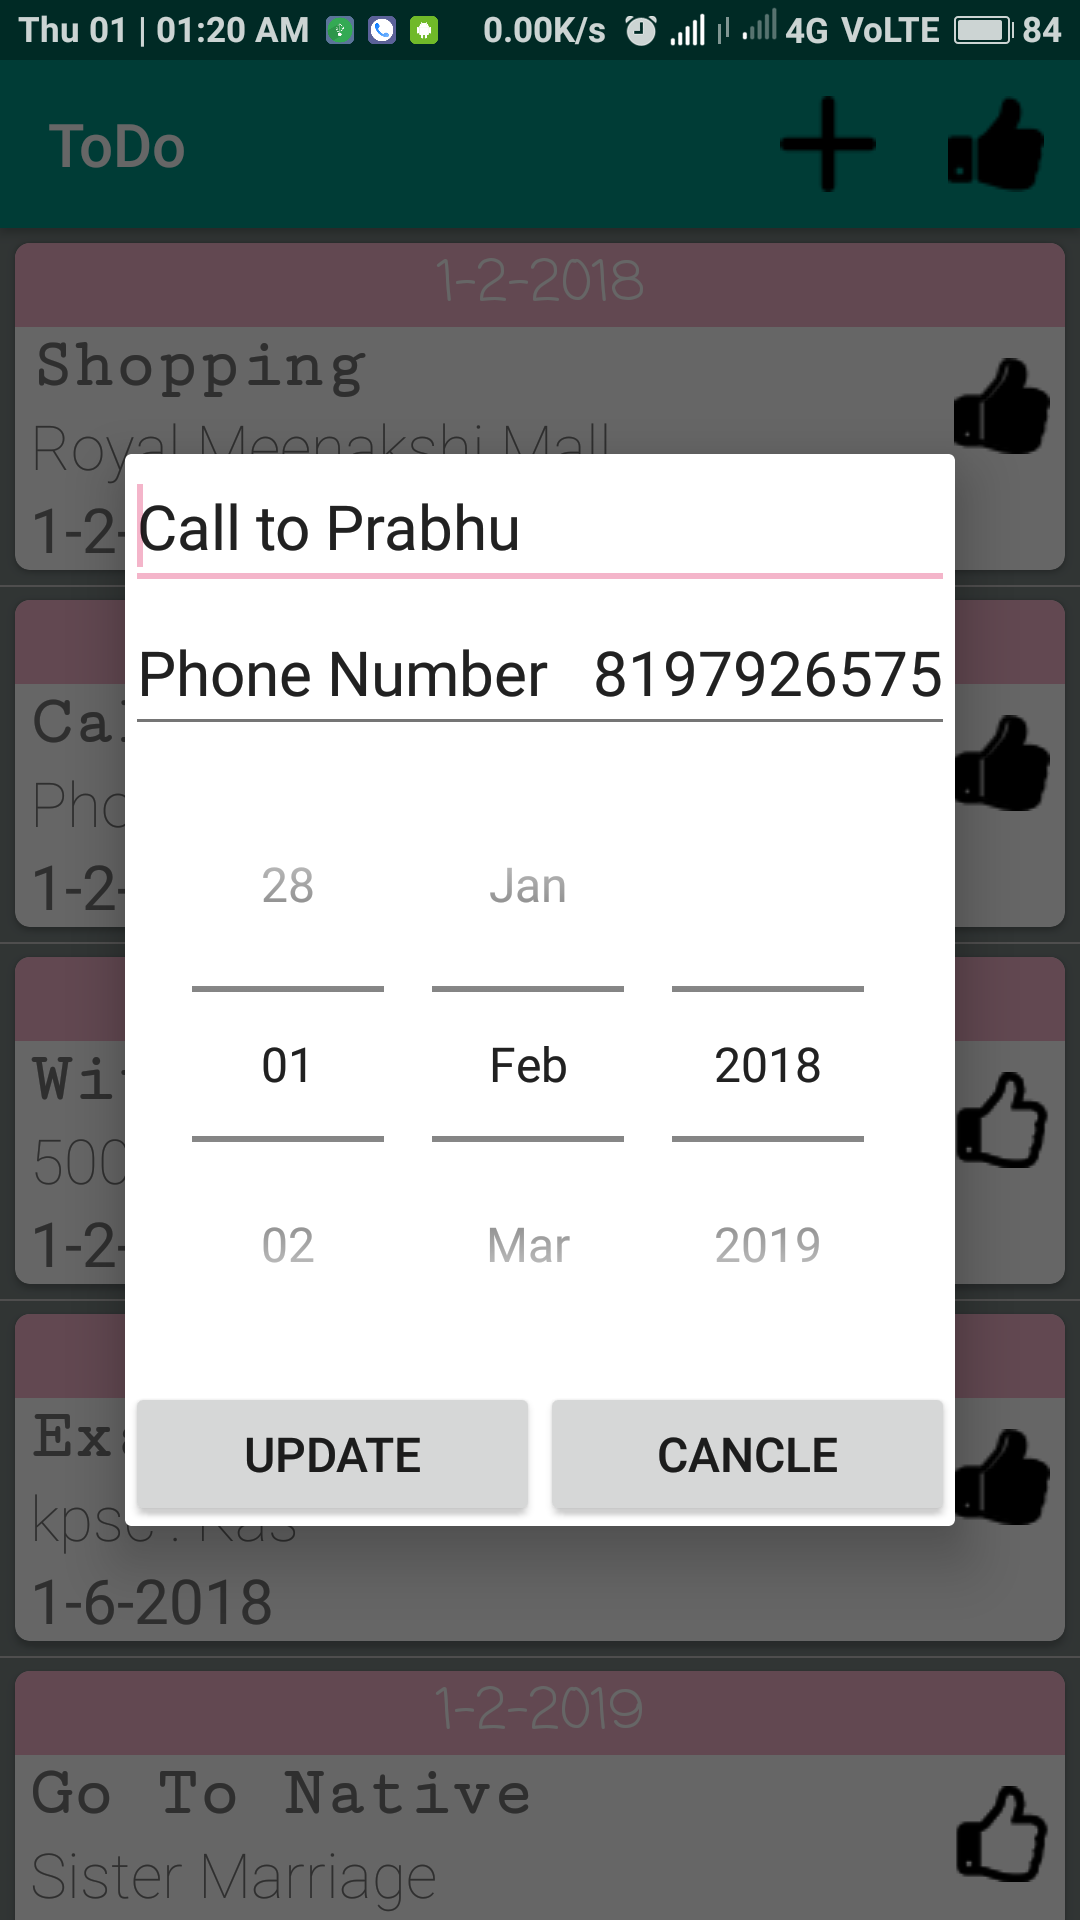 Thu 01 | 01:20 AM 0.00K/s 4G VoLTE 84
ToDo
1-2-2018
Shopping
Royal Meenakshi Mall
1-2-
Call to Prabhu
Phone Number 8197926575
Ca
Pho
1-2-
28 Jan
01 Feb 2018
02 Mar 2019
Wi
500
1-2-
UPDATE CANCLE
Ex
kpsc . Kas
1-6-2018
1-2-2019
Go To Native
Sister Marriage